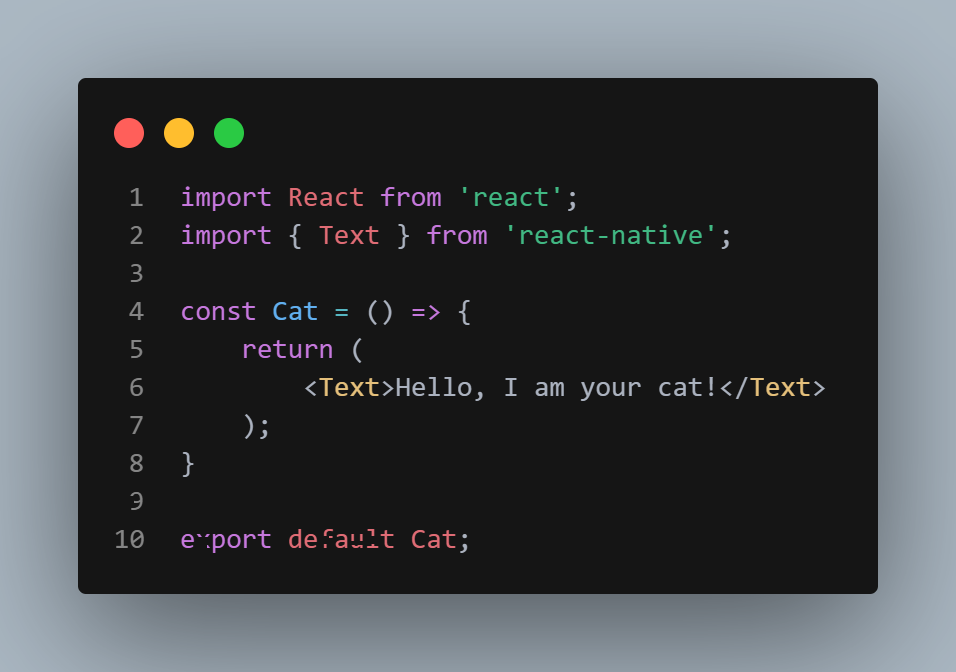 1 import React from 'react';
2 import { Text } from 'react-native';
3
4 const Cat = () => {
5     return (
6         <Text>Hello, I am your cat!</Text>
7     );
8 }
9
10 export default Cat;